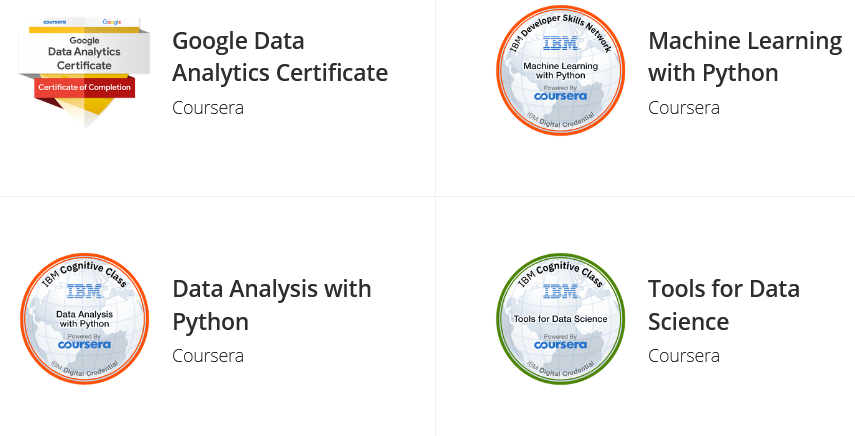 coursera Google
Google
Data Analytics
Certificate
Certificate of Completion
Google Data
Analytics Certificate
Coursera
IBM Developer Skills Network
IBM
Machine Learning
with Python
Powered By
coursera
IBM Digital Credential
Machine Learning
with Python
Coursera
IBM Cognitive Class
IBM
Data Analysis
with Python
Powered By
coursera
IBM Digital Credential
Data Analysis with
Python
Coursera
IBM Cognitive Class
IBM
Tools for Data Science
Powered By
coursera
IBM Digital Credential
Tools for Data
Science
Coursera